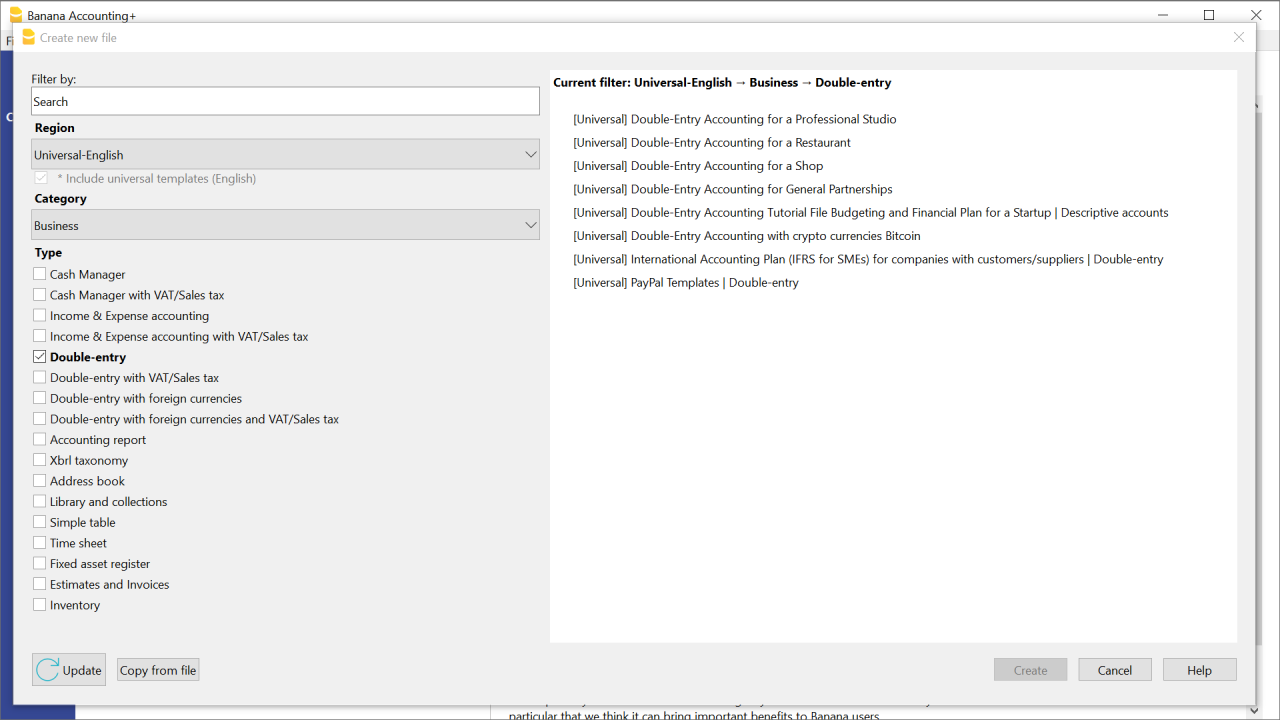 Banana Accounting+
Create new file
Filter by:
Search
Region
Universal-English
* Include universal templates (English)
Category
Business
Type
Cash Manager
Cash Manager with VAT/Sales tax
Income & Expense accounting
Income & Expense accounting with VAT/Sales tax
Double-entry
Double-entry with VAT/Sales tax
Double-entry with foreign currencies
Double-entry with foreign currencies and VAT/Sales tax
Accounting report
Xbrl taxonomy
Address book
Library and collections
Simple table
Time sheet
Fixed asset register
Estimates and Invoices
Inventory
Update
Copy from file
Current filter: Universal-English → Business → Double-entry
[Universal] Double-Entry Accounting for a Professional Studio
[Universal] Double-Entry Accounting for a Restaurant
[Universal] Double-Entry Accounting for a Shop
[Universal] Double-Entry Accounting for General Partnerships
[Universal] Double-Entry Accounting Tutorial File Budgeting and Financial Plan for a Startup | Descriptive accounts
[Universal] Double-Entry Accounting with crypto currencies Bitcoin
[Universal] International Accounting Plan (IFRS for SMEs) for companies with customers/suppliers | Double-entry
[Universal] PayPal Templates | Double-entry
Create
Cancel
Help
particular that we think it can bring important benefits to Banana users